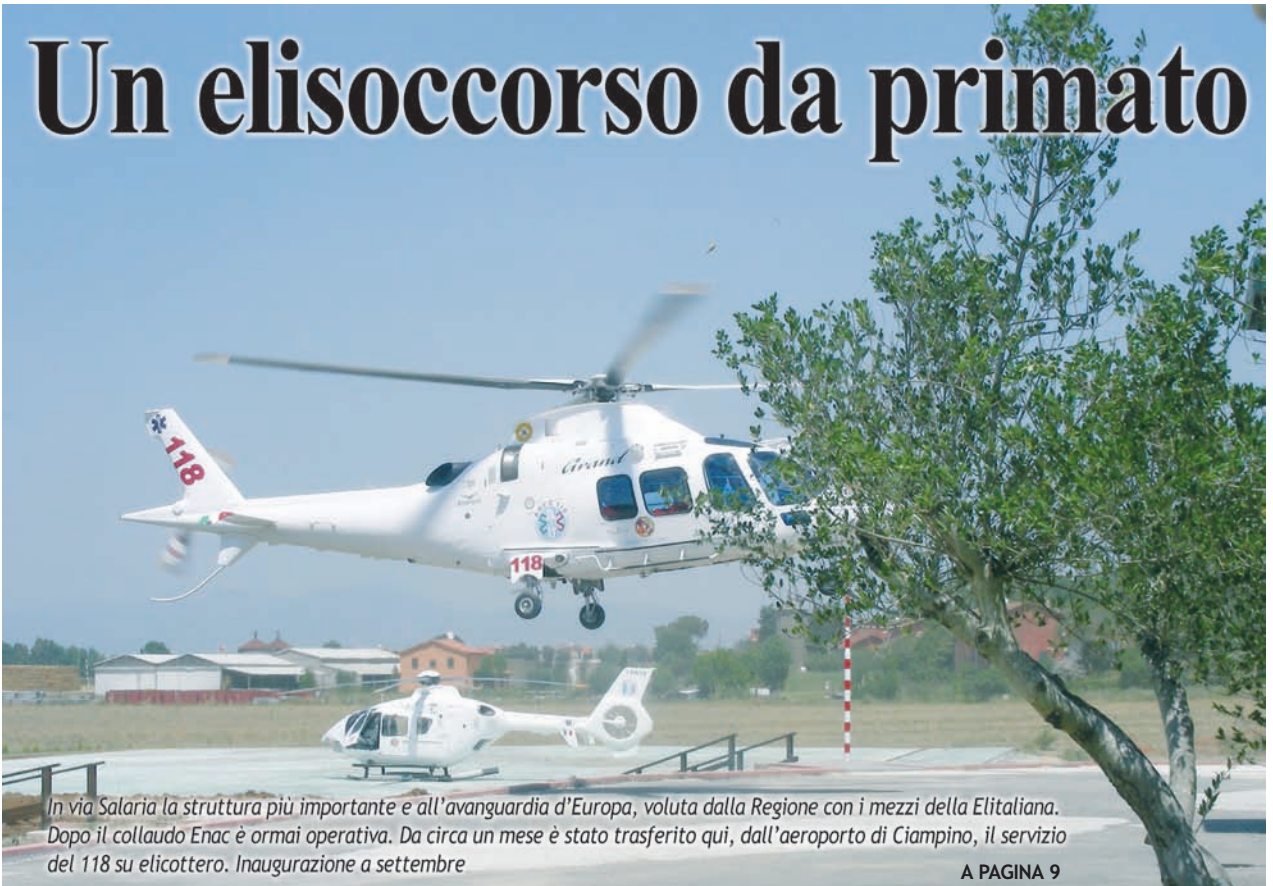 Un elisoccorso da primato
118
Grand
118
In via Salaria la struttura più importante e all'avanguardia d'Europa, voluta dalla Regione con i mezzi della Elitaliana.
Dopo il collaudo Enac è ormai operativa. Da circa un mese è stato trasferito qui, dall'aeroporto di Ciampino, il servizio
del 118 su elicottero. Inaugurazione a settembre
A PAGINA 9